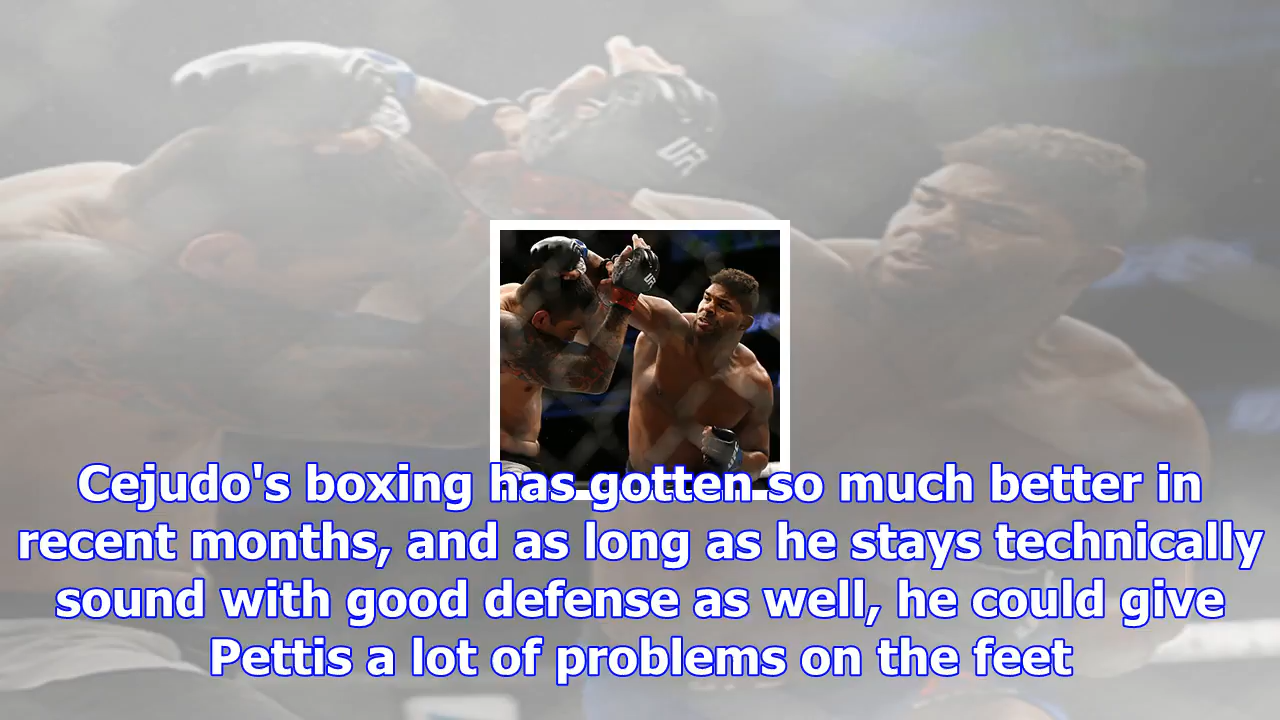 Cejudo's boxing has gotten so much better in
recent months, and as long as he stays technically
sound with good defense as well, he could give
Pettis a lot of problems on the feet